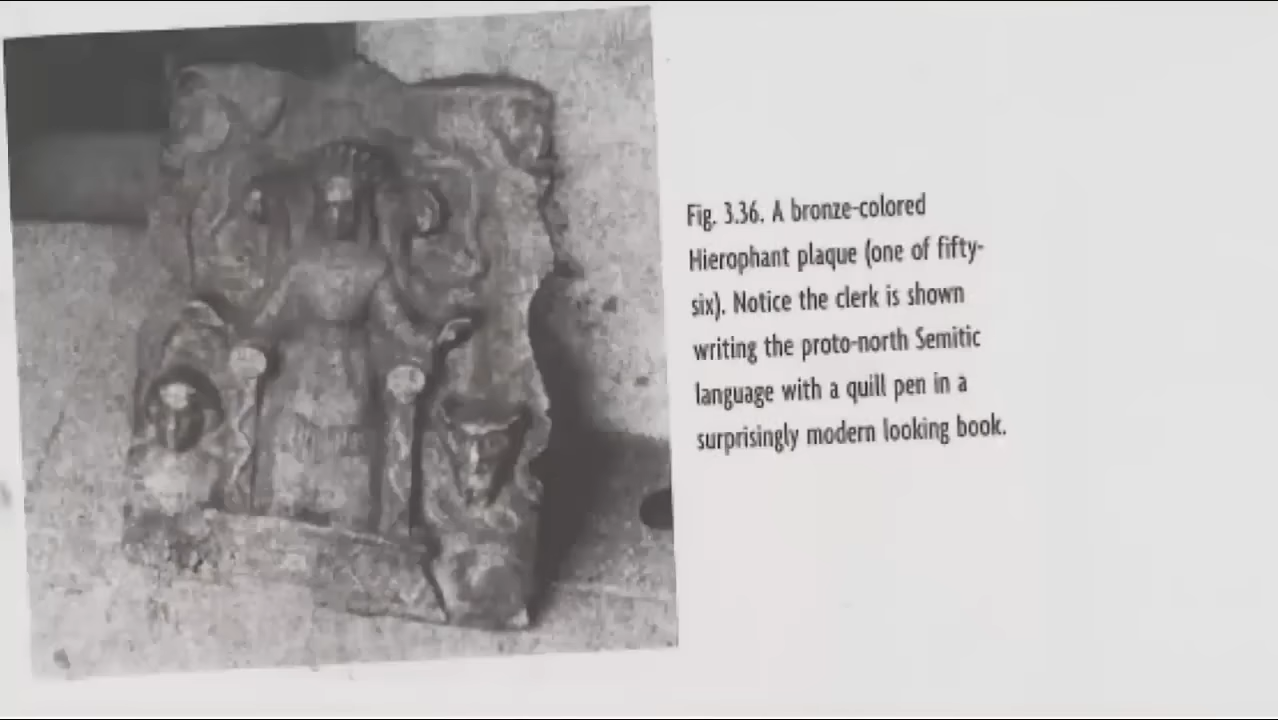 Fig. 3.36. A bronze-colored
Hierophant plaque (one of fifty-
six). Notice the clerk is shown
writing the proto-north Semitic
language with a quill pen in a
surprisingly modern looking book.